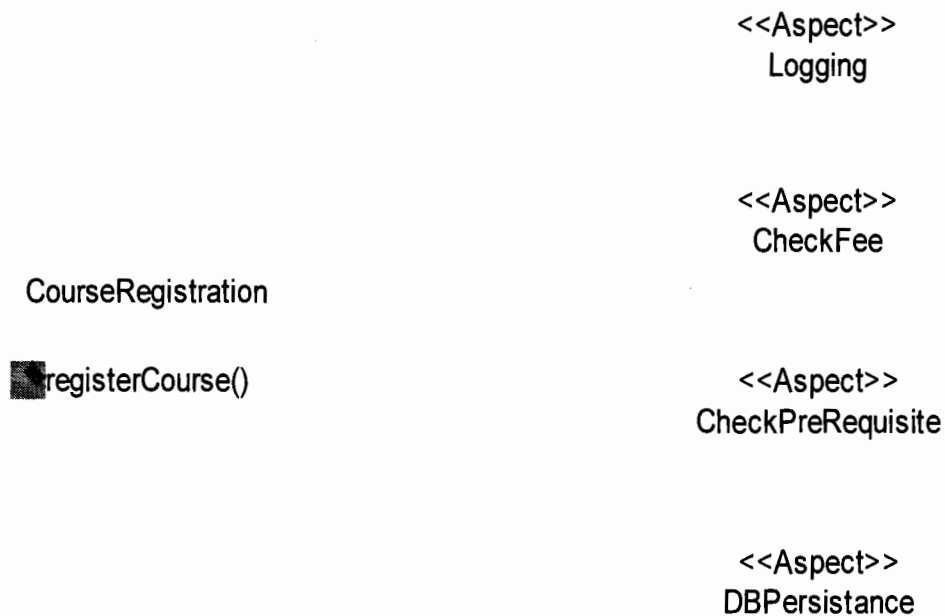 <<Aspect>>
Logging
<<Aspect>>
CheckFee
CourseRegistration
registerCourse()
<<Aspect>>
CheckPreRequisite
<<Aspect>>
DBPersistance